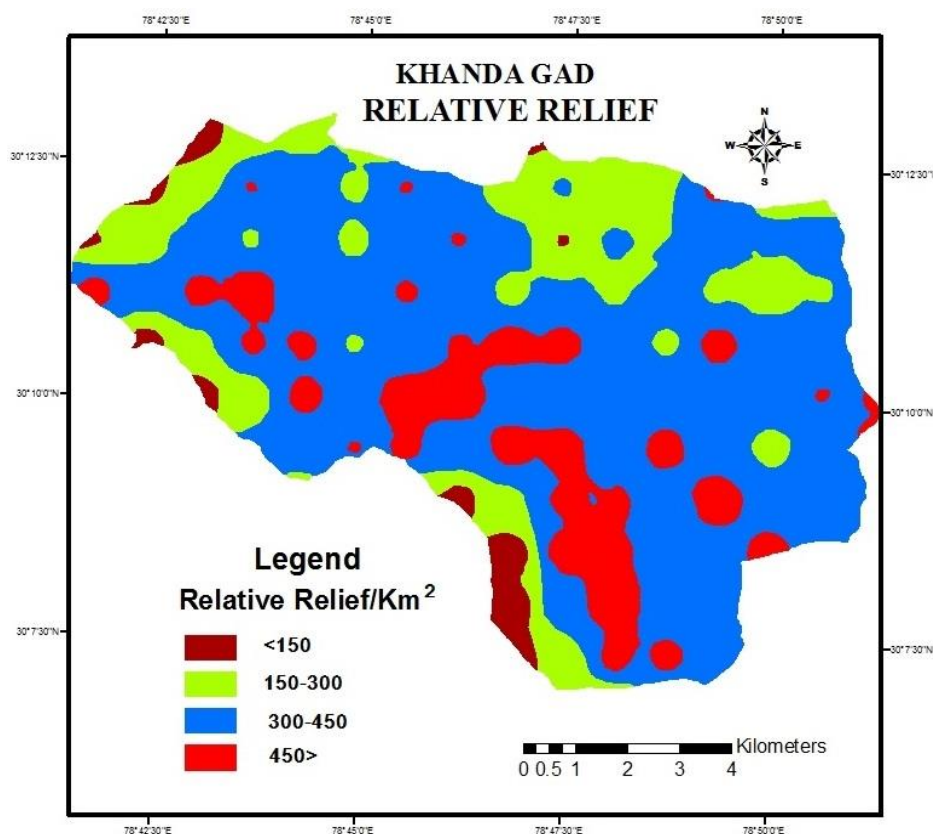 78° 42'30"E 78° 45'0"E 78° 47'30"E 78° 50'0"E
KHANDA GAD
RELATIVE RELIEF
N
W E
S
30° 12'30"N
30° 12'30"N
30° 10'0"N
30° 10'0"N
30° 7'30"N
30° 7'30"N
Legend
Relative Relief/Km²
<150
150-300
300-450
450>
Kilometers
0 0.5 1 2 3 4
78° 42'30"E 78° 45'0"E 78° 47'30"E 78° 50'0"E